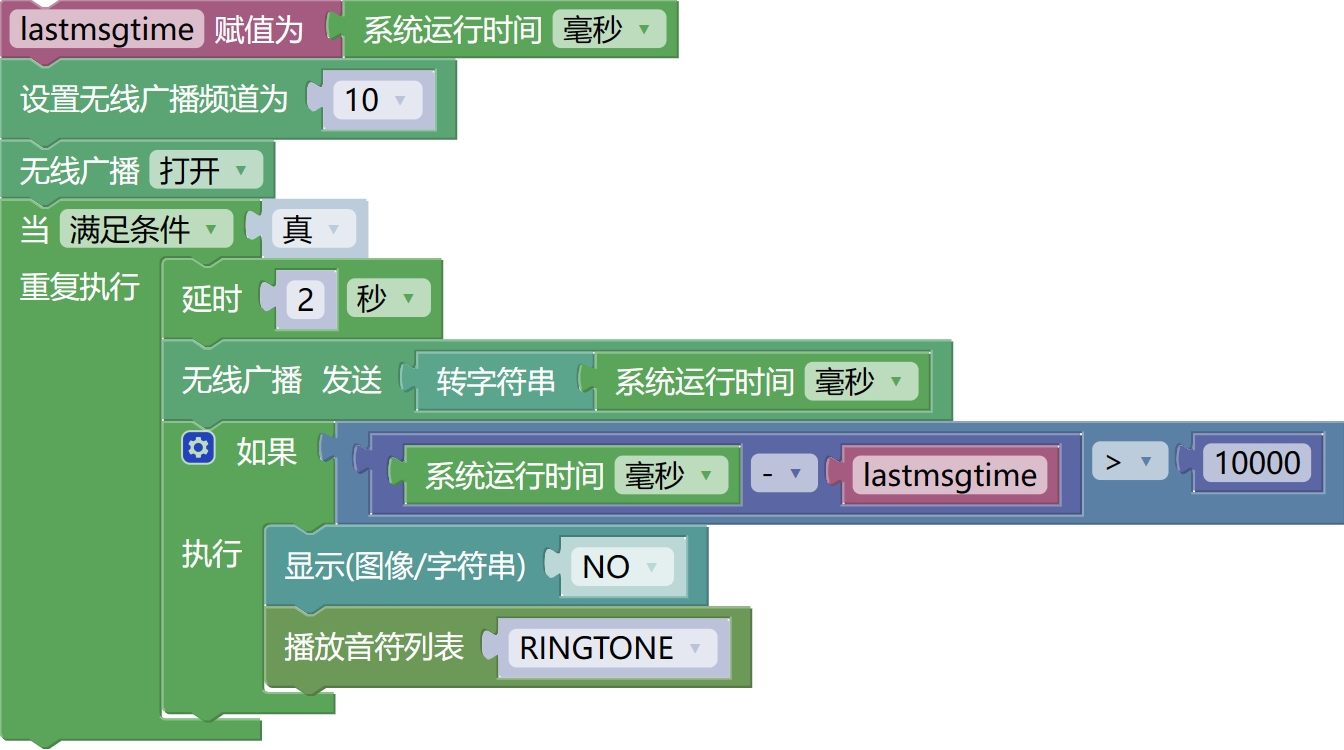 lastmsgtime 赋值为 系统运行时间 毫秒
设置无线广播频道为 10
无线广播 打开
当 满足条件 真
重复执行
延时 2 秒
无线广播 发送 转字符串 系统运行时间 毫秒
如果 系统运行时间 毫秒 - lastmsgtime > 10000
执行
显示(图像/字符串) NO
播放音符列表 RINGTONE